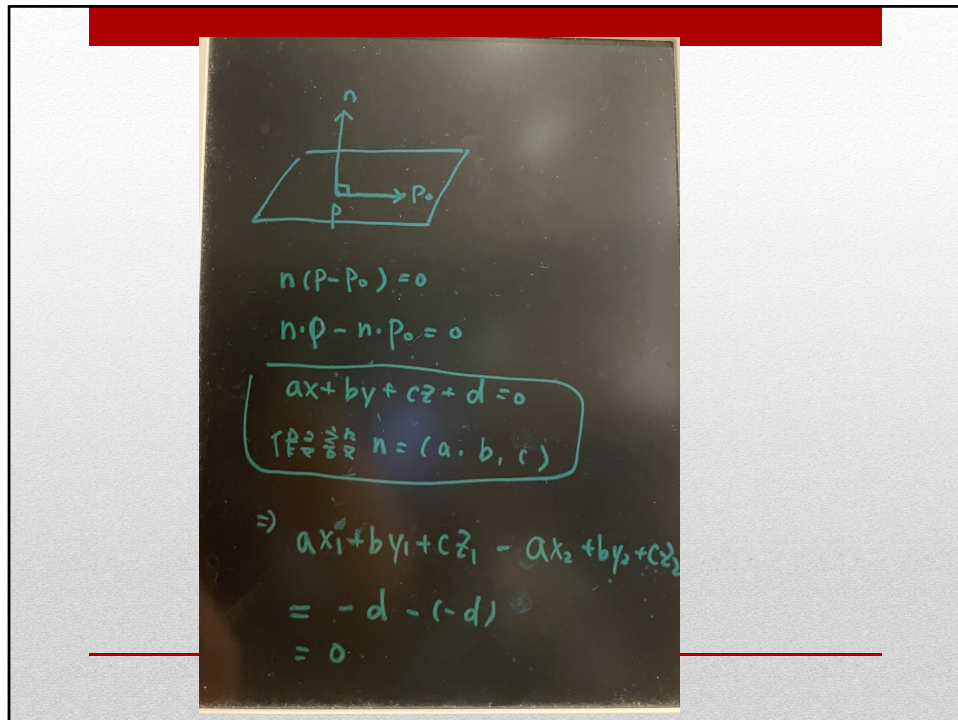 n
P₀
P
n(P-P₀)=0
n·P-n·P₀=0
ax+by+cz+d=0
n=(a,b,c)
⇒ ax₁+by₁+cz₁ - ax₂+by₂+cz₂
= -d-(-d)
= 0